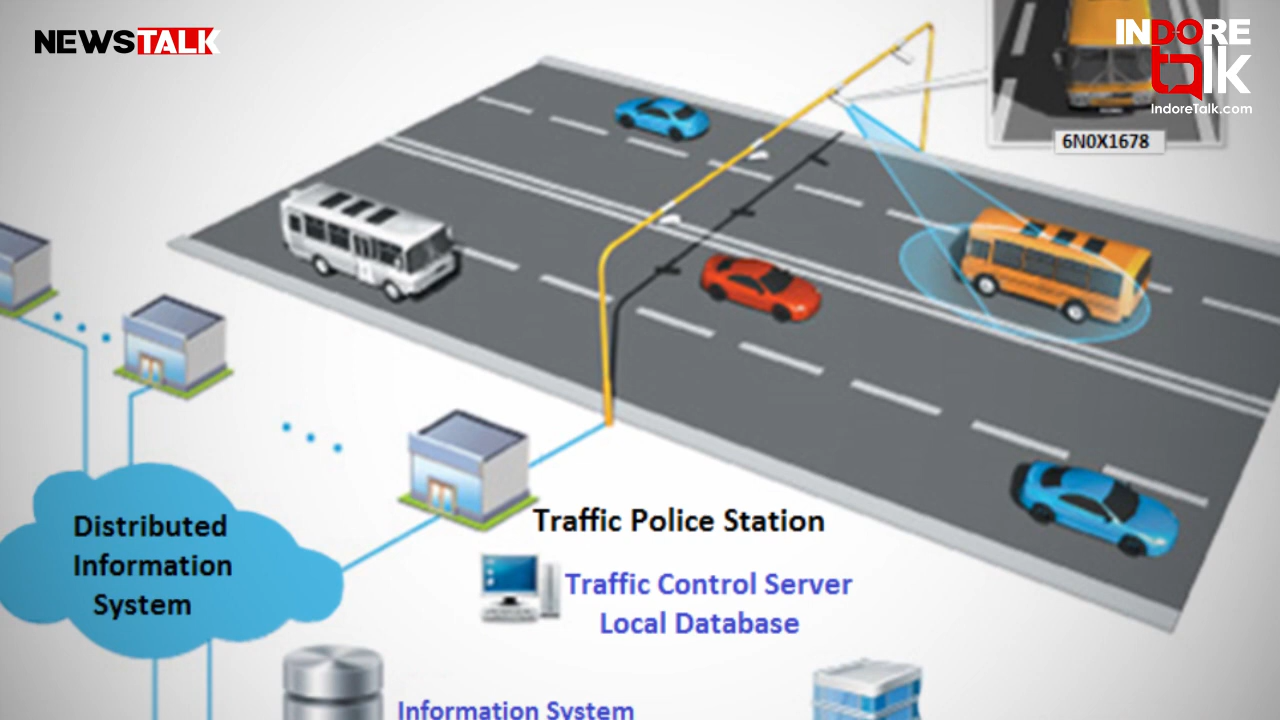 NEWSTALK
INDORE
talk
IndoreTalk.com
6N0X1678
Distributed
Information
System
Traffic Police Station
Traffic Control Server
Local Database
Information System